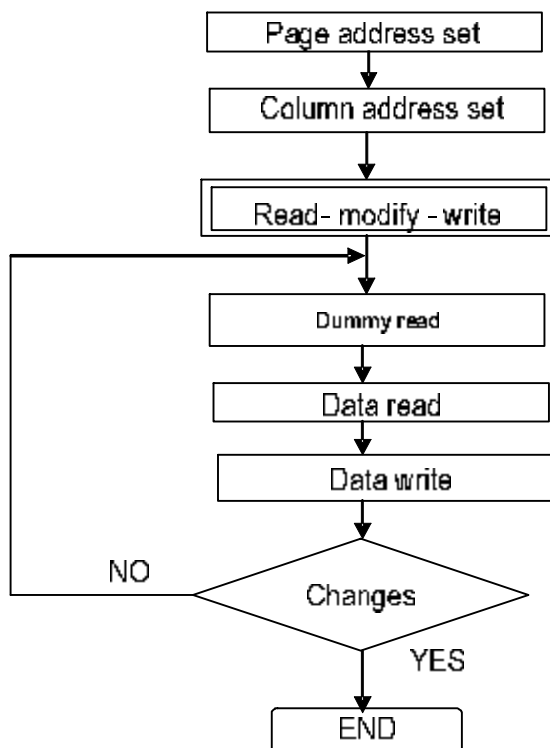 Page address set
Column address set
Read- modify - write
Dummy read
Data read
Data write
NO
Changes
YES
END